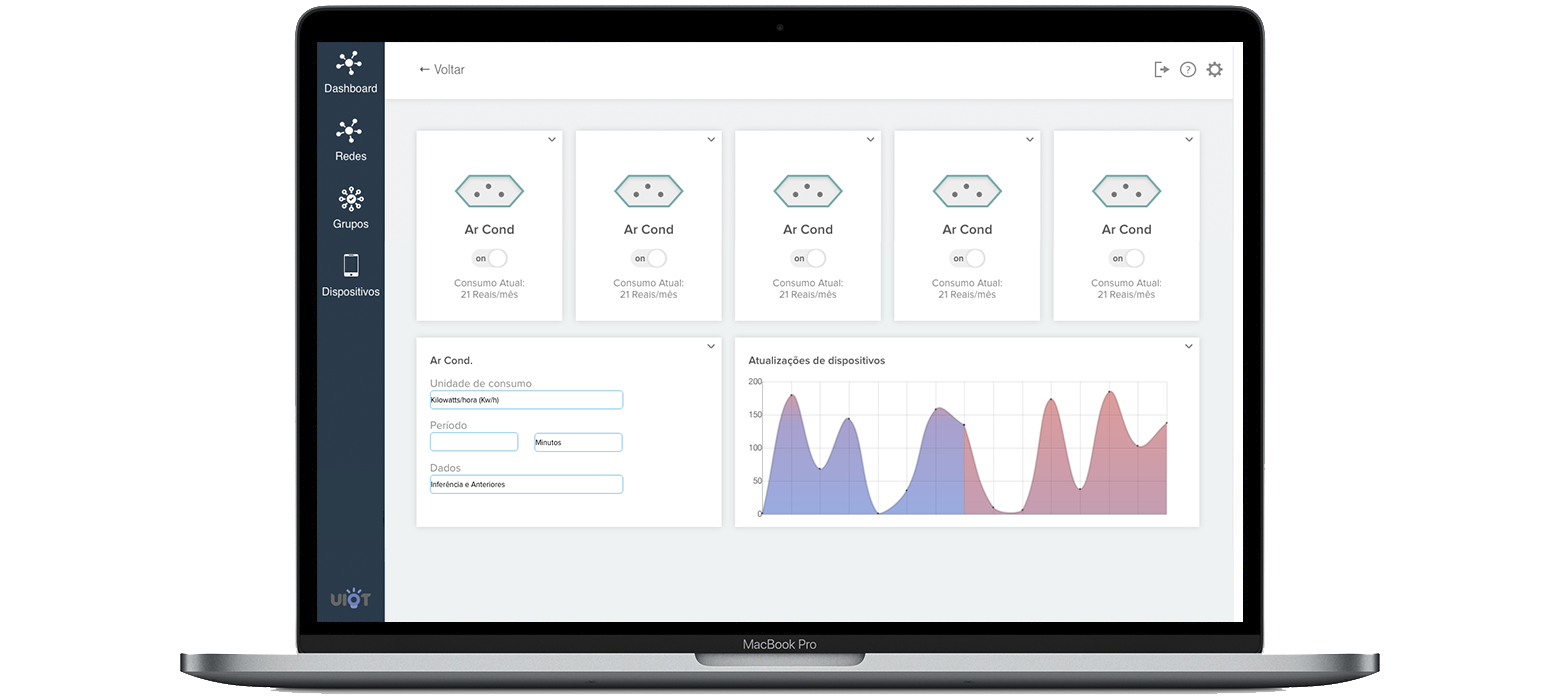 Dashboard
Redes
Grupos
Dispositivos
UIOT
← Voltar
?
Ar Cond
on
Consumo Atual:
21 Reais/mês
Ar Cond
on
Consumo Atual:
21 Reais/mês
Ar Cond
on
Consumo Atual:
21 Reais/mês
Ar Cond
on
Consumo Atual:
21 Reais/mês
Ar Cond
on
Consumo Atual:
21 Reais/mês
Ar Cond.
Unidade de consumo
Kilowatts/hora (Kw/h)
Período
Minutos
Dados
Inferência e Anteriores
Atualizações de dispositivos
200
150
100
50
0
MacBook Pro